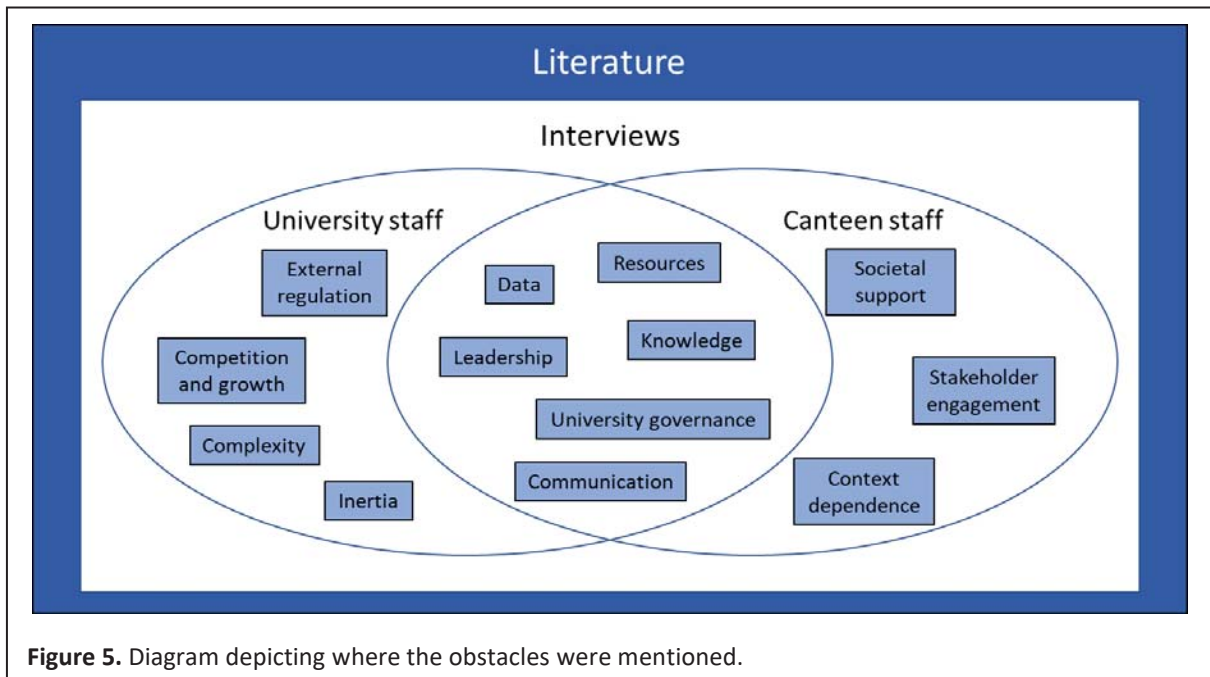 Literature
Interviews
University staff
External
regulation
Competition
and growth
Complexity
Inertia
Data
Resources
Leadership
Knowledge
University governance
Communication
Canteen staff
Societal
support
Stakeholder
engagement
Context
dependence
Figure 5. Diagram depicting where the obstacles were mentioned.